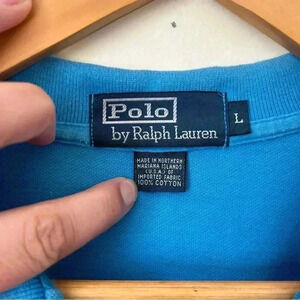 Polo
by Ralph Lauren
L
MADE IN NORTHERN
MARIANA ISLANDS
(U.S.A.) OF
IMPORTED FABRIC
100% COTTON